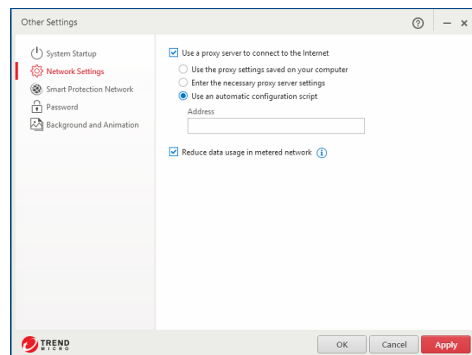 Other Settings
System Startup
Network Settings
Smart Protection Network
Password
Background and Animation
Use a proxy server to connect to the Internet
Use the proxy settings saved on your computer
Enter the necessary proxy server settings
Use an automatic configuration script
Address
Reduce data usage in metered network
TREND
MICRO
OK
Cancel
Apply